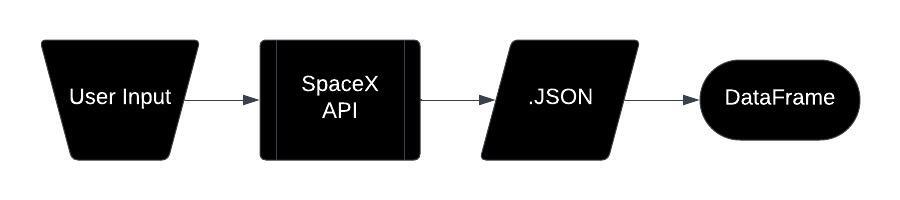 User Input
SpaceX
API
.JSON
DataFrame